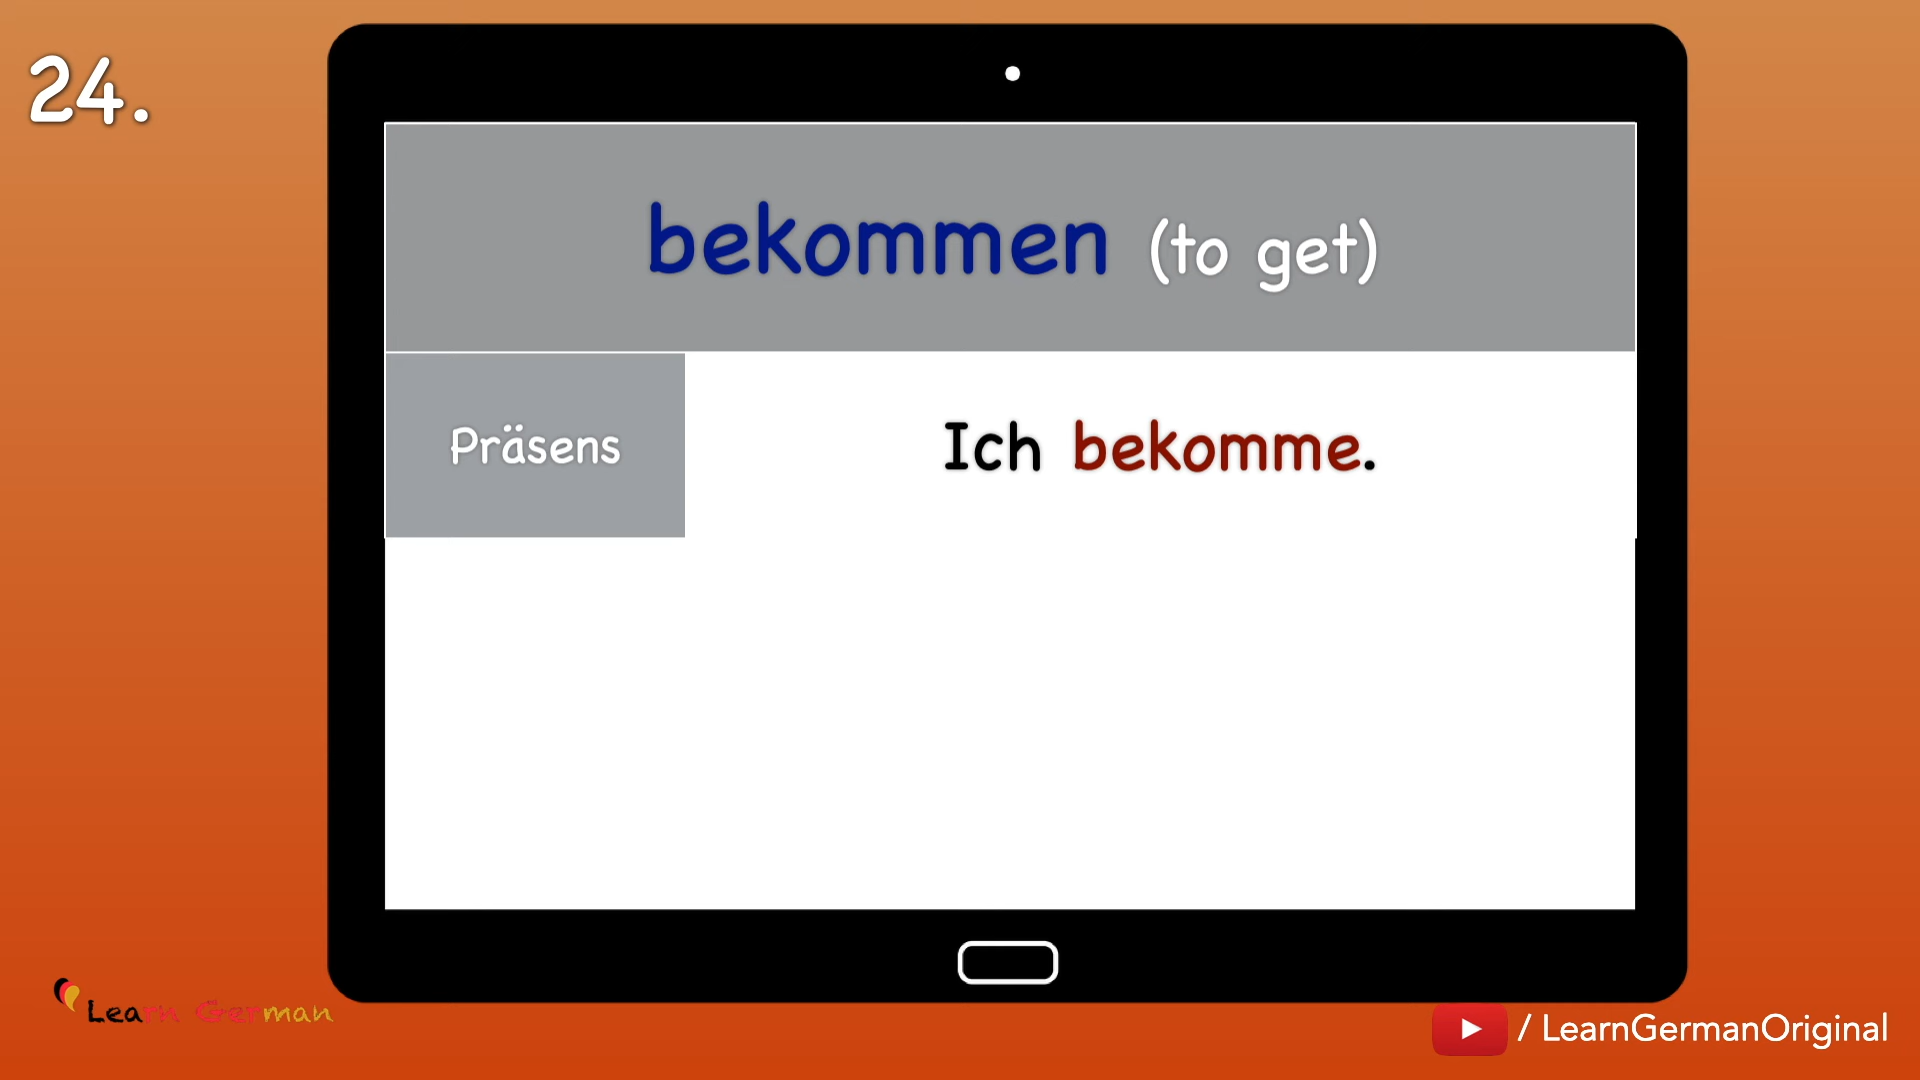 24.
bekommen (to get)
Präsens
Ich bekomme.
Learn German
/ LearnGermanOriginal